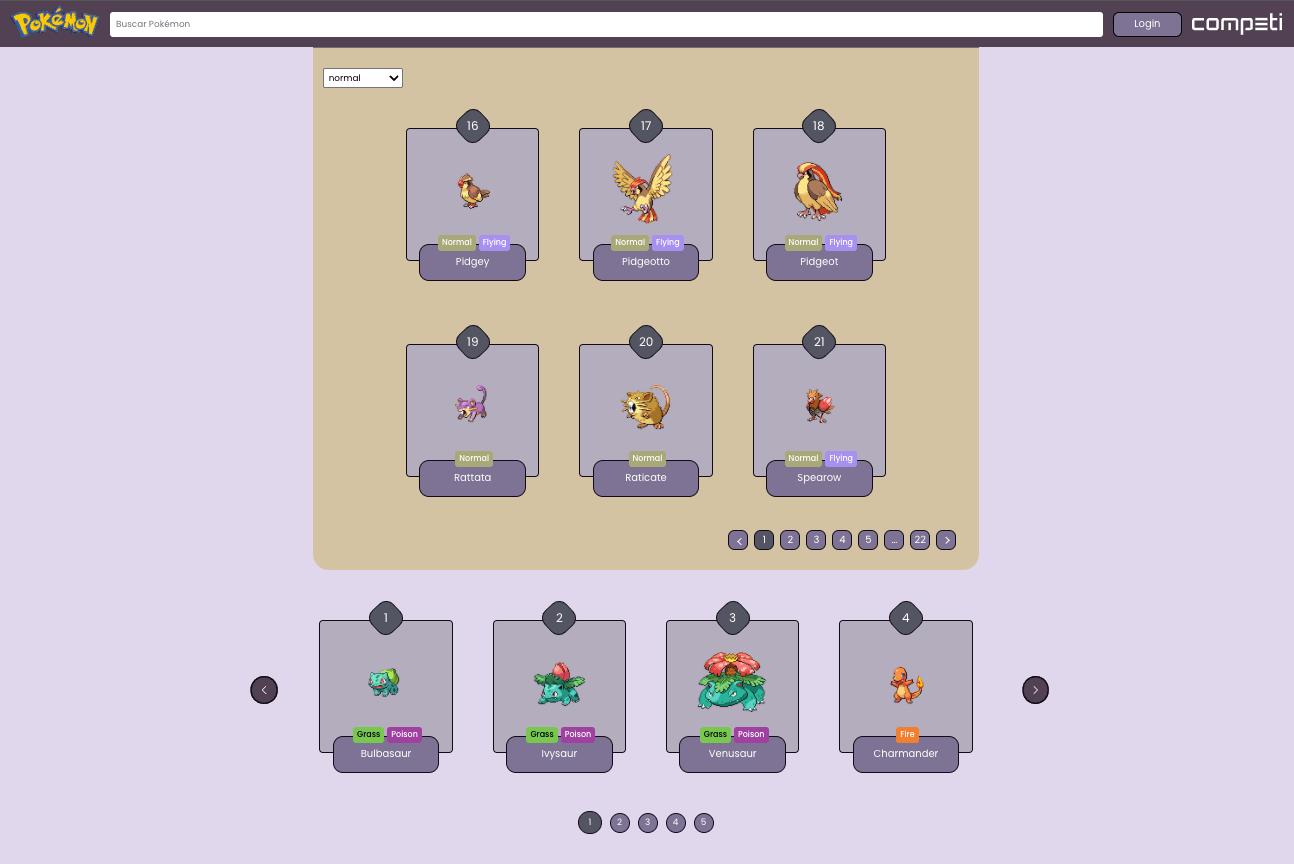 POKéMON
Buscar Pokémon
Login
competi
normal
16
17
18
Normal Flying
Normal Flying
Normal Flying
Pidgey
Pidgeotto
Pidgeot
19
20
21
Normal
Normal
Normal Flying
Rattata
Raticate
Spearow
< 1 2 3 4 5 ... 22 >
1
2
3
4
< >
Grass Poison
Grass Poison
Grass Poison
Fire
Bulbasaur
Ivysaur
Venusaur
Charmander
1 2 3 4 5